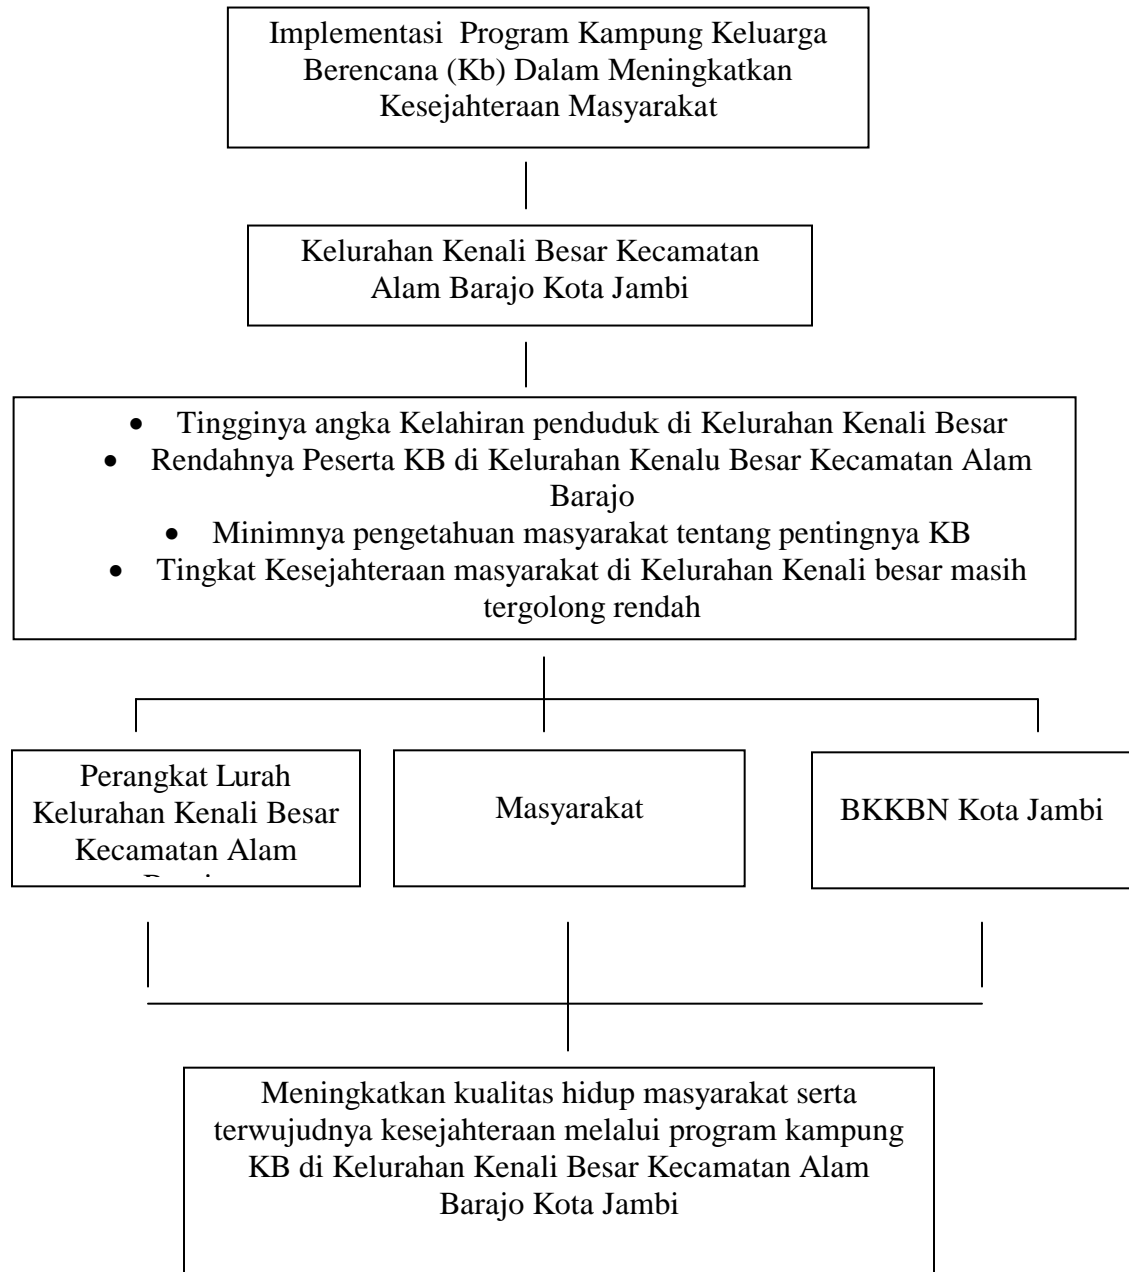 Implementasi Program Kampung Keluarga
Berencana (Kb) Dalam Meningkatkan
Kesejahteraan Masyarakat
Kelurahan Kenali Besar Kecamatan
Alam Barajo Kota Jambi
• Tingginya angka Kelahiran penduduk di Kelurahan Kenali Besar
• Rendahnya Peserta KB di Kelurahan Kenalu Besar Kecamatan Alam
Barajo
• Minimnya pengetahuan masyarakat tentang pentingnya KB
• Tingkat Kesejahteraan masyarakat di Kelurahan Kenali besar masih
tergolong rendah
Perangkat Lurah
Kelurahan Kenali Besar
Kecamatan Alam
Masyarakat
BKKBN Kota Jambi
Meningkatkan kualitas hidup masyarakat serta
terwujudnya kesejahteraan melalui program kampung
KB di Kelurahan Kenali Besar Kecamatan Alam
Barajo Kota Jambi